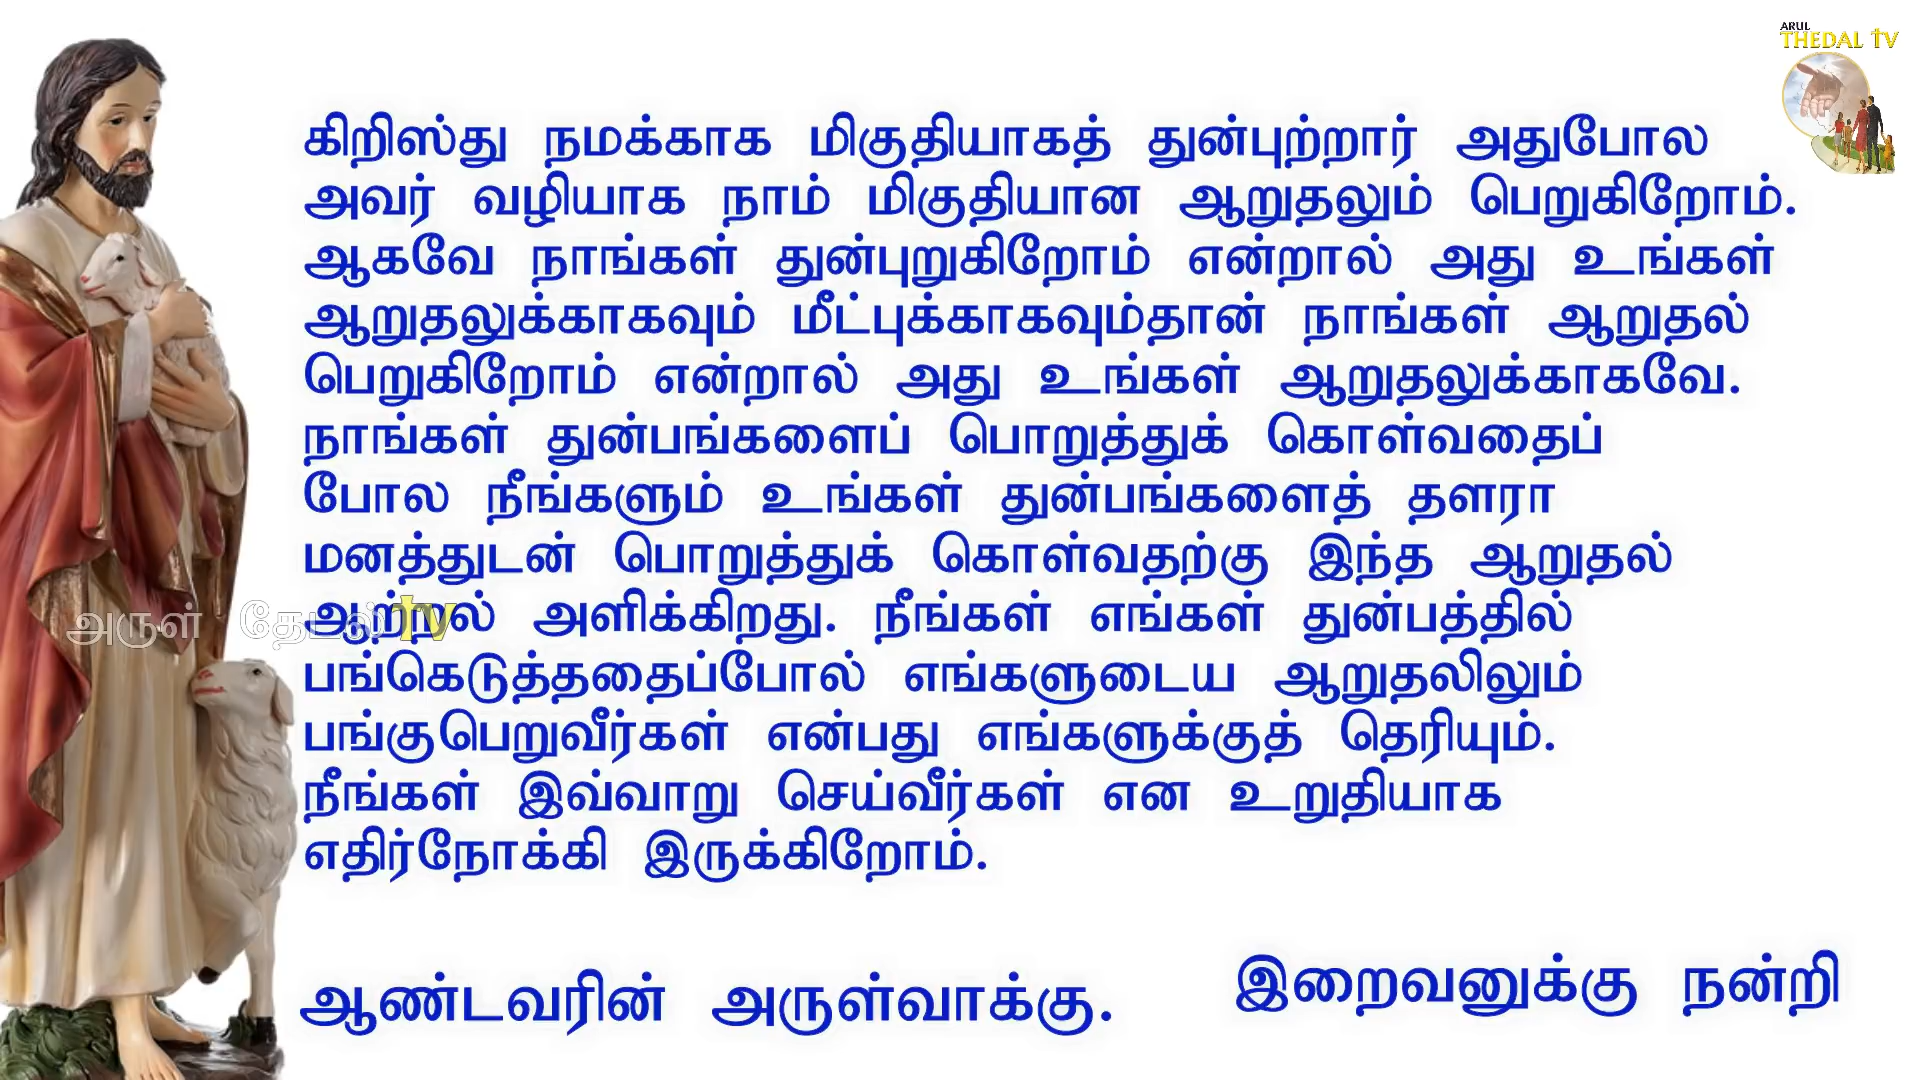 ARUL
THEDAL TV
கிறிஸ்து நமக்காக மிகுதியாகத் துன்புற்றார் அதுபோல
அவர் வழியாக நாம் மிகுதியான ஆறுதலும் பெறுகிறோம்.
ஆகவே நாங்கள் துன்புறுகிறோம் என்றால் அது உங்கள்
ஆறுதலுக்காகவும் மீட்புக்காகவும்தான் நாங்கள் ஆறுதல்
பெறுகிறோம் என்றால் அது உங்கள் ஆறுதலுக்காகவே.
நாங்கள் துன்பங்களைப் பொறுத்துக் கொள்வதைப்
போல நீங்களும் உங்கள் துன்பங்களைத் தளரா
மனத்துடன் பொறுத்துக் கொள்வதற்கு இந்த ஆறுதல்
ஆற்றல் அளிக்கிறது. நீங்கள் எங்கள் துன்பத்தில்
அருள் தேடல் tv
பங்கெடுத்ததைப்போல் எங்களுடைய ஆறுதலிலும்
பங்குபெறுவீர்கள் என்பது எங்களுக்குத் தெரியும்.
நீங்கள் இவ்வாறு செய்வீர்கள் என உறுதியாக
எதிர்நோக்கி இருக்கிறோம்.
ஆண்டவரின் அருள்வாக்கு.
இறைவனுக்கு நன்றி